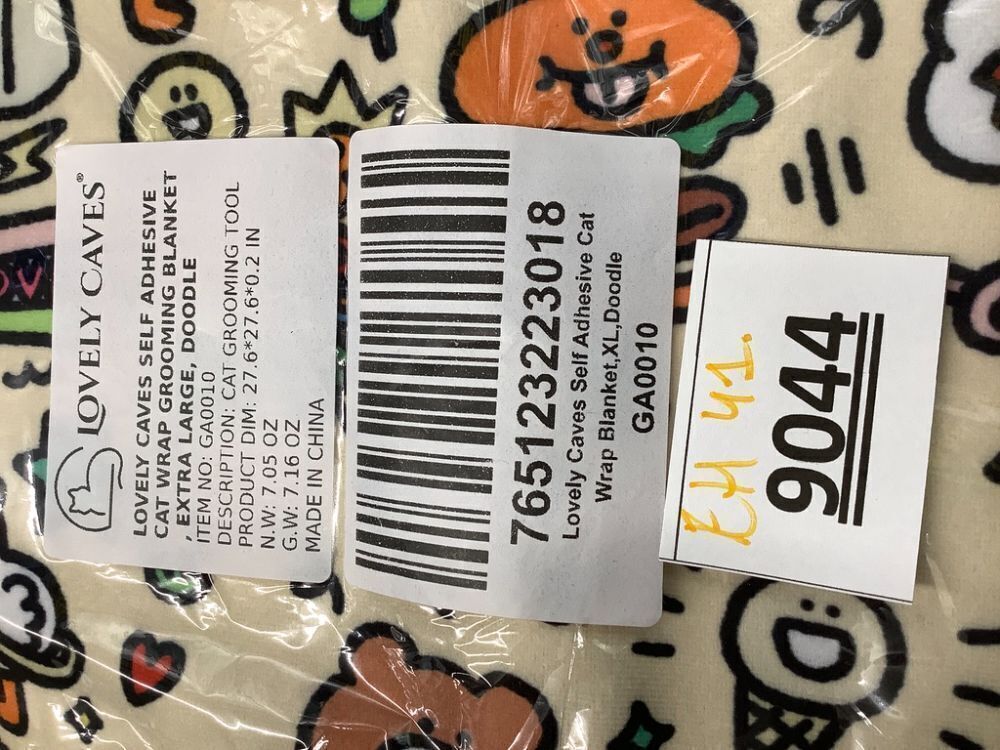 LOVELY CAVES®
LOVELY CAVES SELF ADHESIVE
CAT WRAP GROOMING BLANKET
, EXTRA LARGE, DOODLE
ITEM NO: GA0010
DESCRIPTION: CAT GROOMING TOOL
PRODUCT DIM: 27.6*27.6*0.2 IN
N.W: 7.05 OZ
G.W: 7.16 OZ
MADE IN CHINA
765123223018
Lovely Caves Self Adhesive Cat
Wrap Blanket,XL,Doodle
GA0010
9044